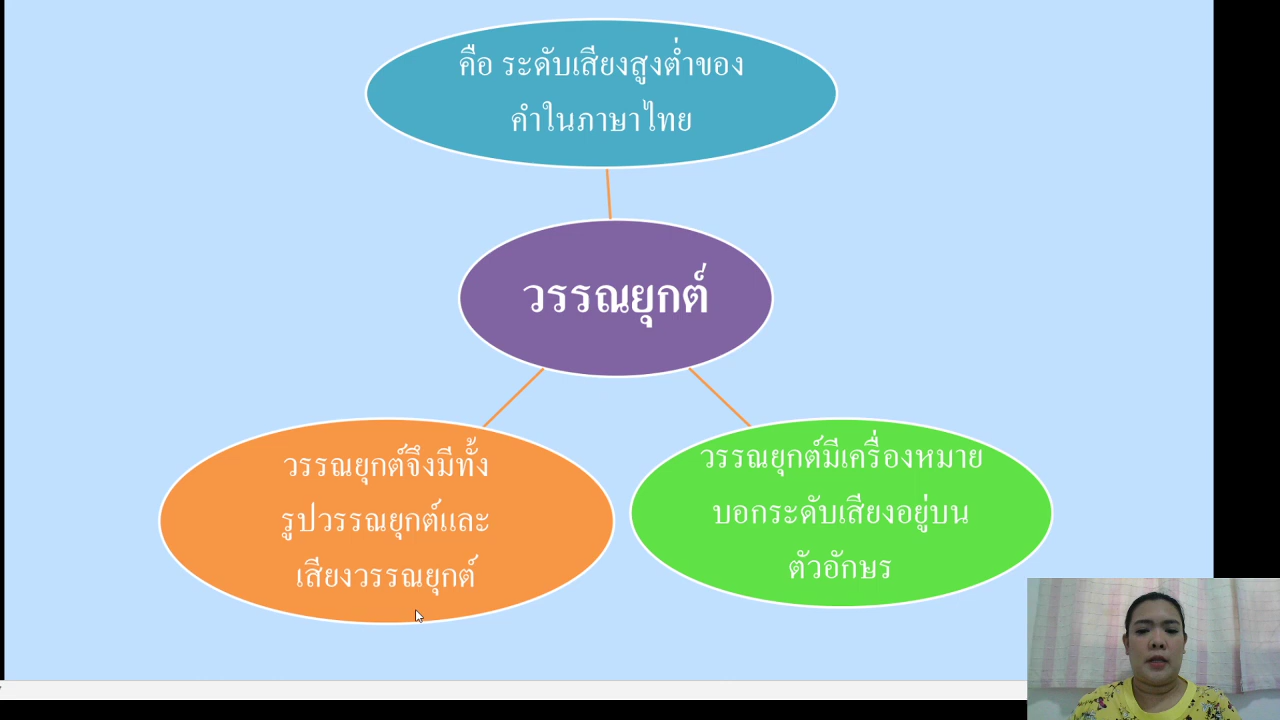 คือ ระดับเสียงสูงต่ำของ
คำในภาษาไทย
วรรณยุกต์
วรรณยุกต์จึงมีทั้ง
รูปวรรณยุกต์และ
เสียงวรรณยุกต์
วรรณยุกต์มีเครื่องหมาย
บอกระดับเสียงอยู่บน
ตัวอักษร